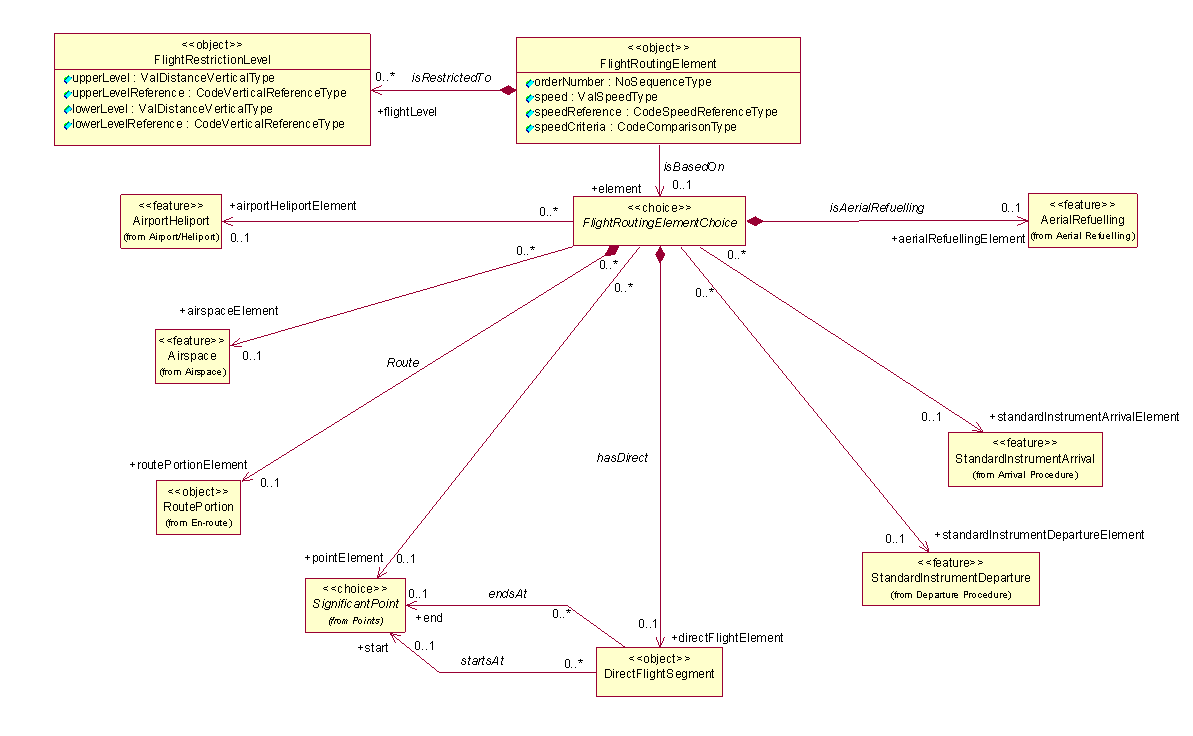 <<object>>
FlightRestrictionLevel
upperLevel : ValDistanceVerticalType
upperLevelReference : CodeVerticalReferenceType
lowerLevel : ValDistanceVerticalType
lowerLevelReference : CodeVerticalReferenceType
0..*
isRestrictedTo
+flightLevel
<<object>>
FlightRoutingElement
orderNumber : NoSequenceType
speed : ValSpeedType
speedReference : CodeSpeedReferenceType
speedCriteria : CodeComparisonType
isBasedOn
+element
0..1
<<feature>>
AirportHeliport
(from Airport/Heliport)
+airportHeliportElement
0..1
0..*
<<choice>>
FlightRoutingElementChoice
isAerialRefuelling
0..1
+aerialRefuellingElement
<<feature>>
AerialRefuelling
(from Aerial Refuelling)
0..*
0..*
0..*
0..*
0..*
+airspaceElement
0..1
<<feature>>
Airspace
(from Airspace)
Route
+routePortionElement
0..1
<<object>>
RoutePortion
(from En-route)
hasDirect
0..1
+standardInstrumentArrivalElement
<<feature>>
StandardInstrumentArrival
(from Arrival Procedure)
0..1
+standardInstrumentDepartureElement
<<feature>>
StandardInstrumentDeparture
(from Departure Procedure)
+pointElement
0..1
<<choice>>
SignificantPoint
(from Points)
0..1
endsAt
+end
0..*
0..1
+directFlightElement
+start
0..1
startsAt
0..*
<<object>>
DirectFlightSegment